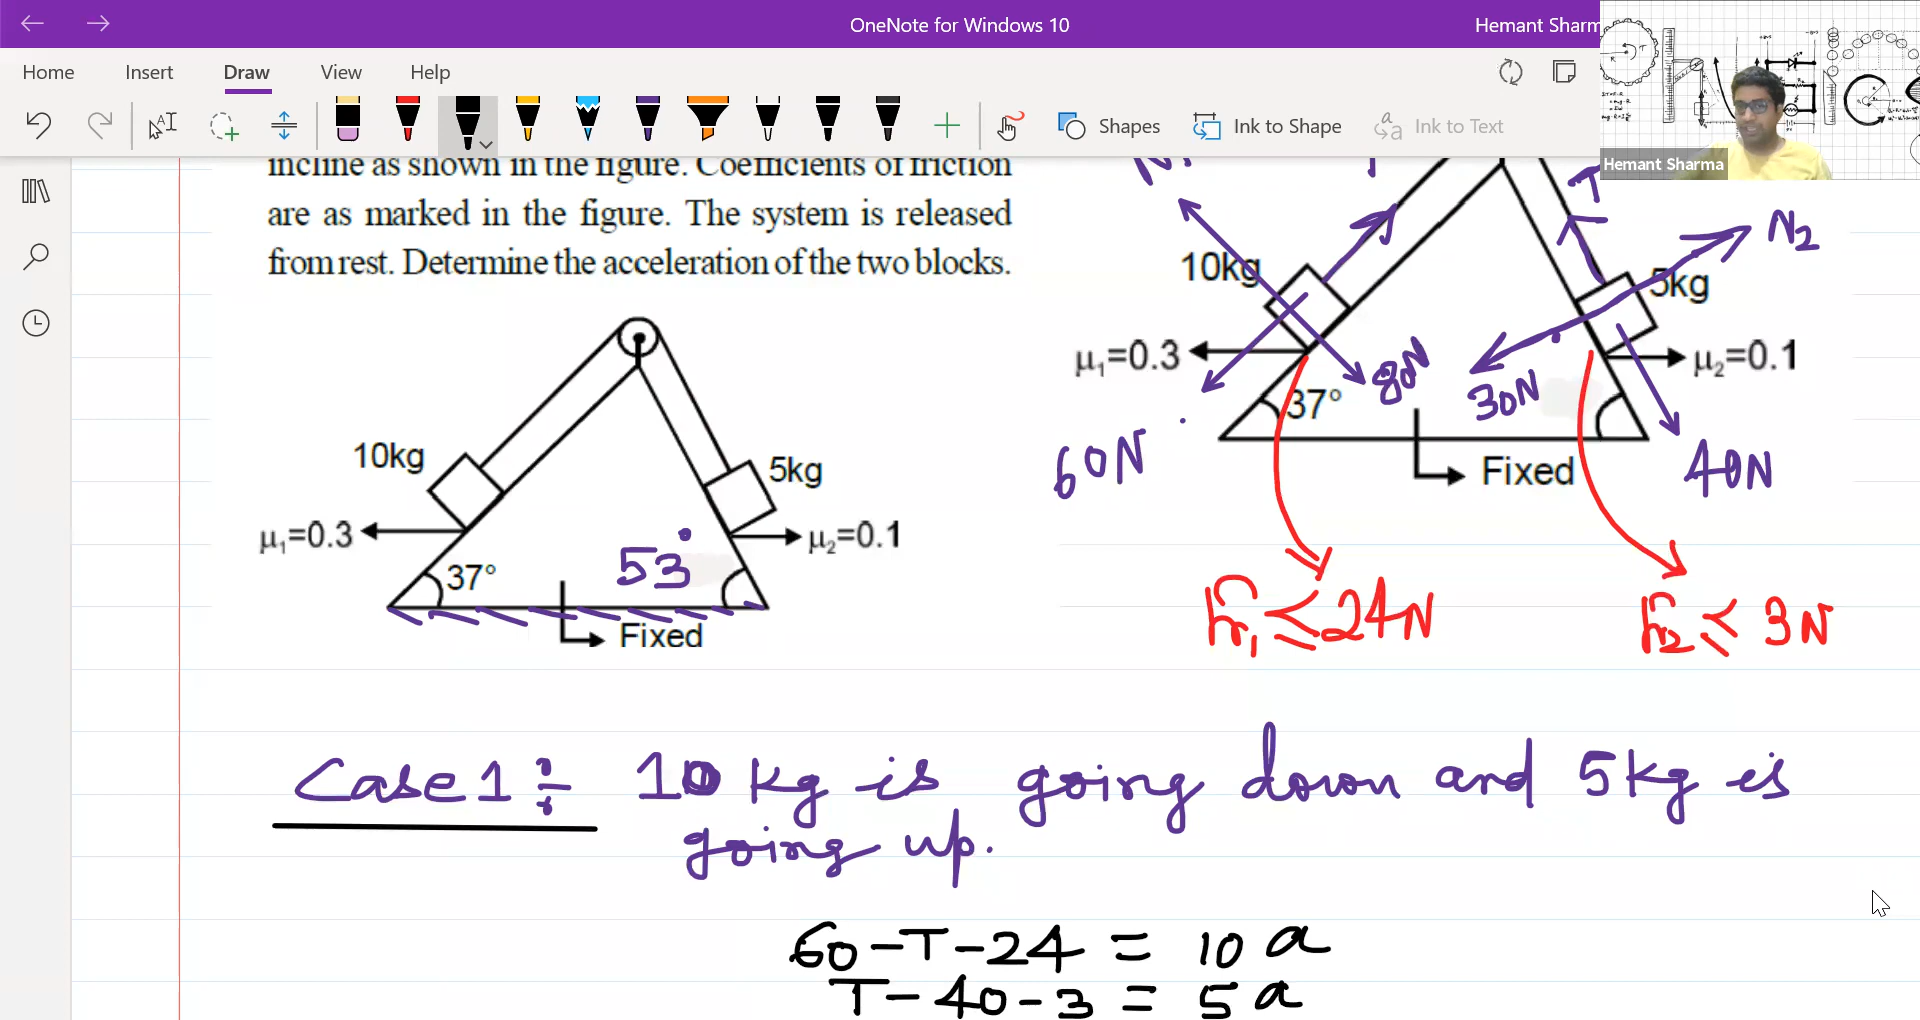 OneNote for Windows 10
Hemant Sharm
Home Insert Draw View Help
Shapes Ink to Shape Ink to Text
Hemant Sharma
incline as shown in the figure. Coefficients of friction
are as marked in the figure. The system is released
from rest. Determine the acceleration of the two blocks.
10kg
5kg
μ₁=0.3
μ₂=0.1
37°
53°
Fixed
N₁
T
T
N₂
10kg
5kg
μ₁=0.3
μ₂=0.1
80N
30N
37°
60N
40N
Fixed
fr₁ ≤ 24N
fr₂ ≤ 3N
Case 1 : 10 kg is going down and 5kg is
going up.
60 - T - 24 = 10 a
T - 40 - 3 = 5 a